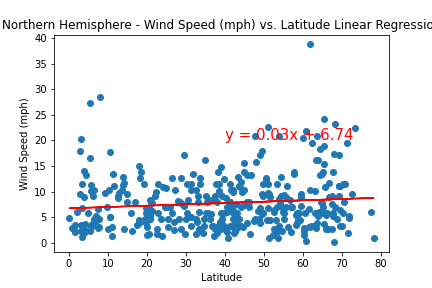 Northern Hemisphere - Wind Speed (mph) vs. Latitude Linear Regressio
40
35
30
25
20
15
10
5
0
Wind Speed (mph)
y = 0.03x + 6.74
0 10 20 30 40 50 60 70 80
Latitude